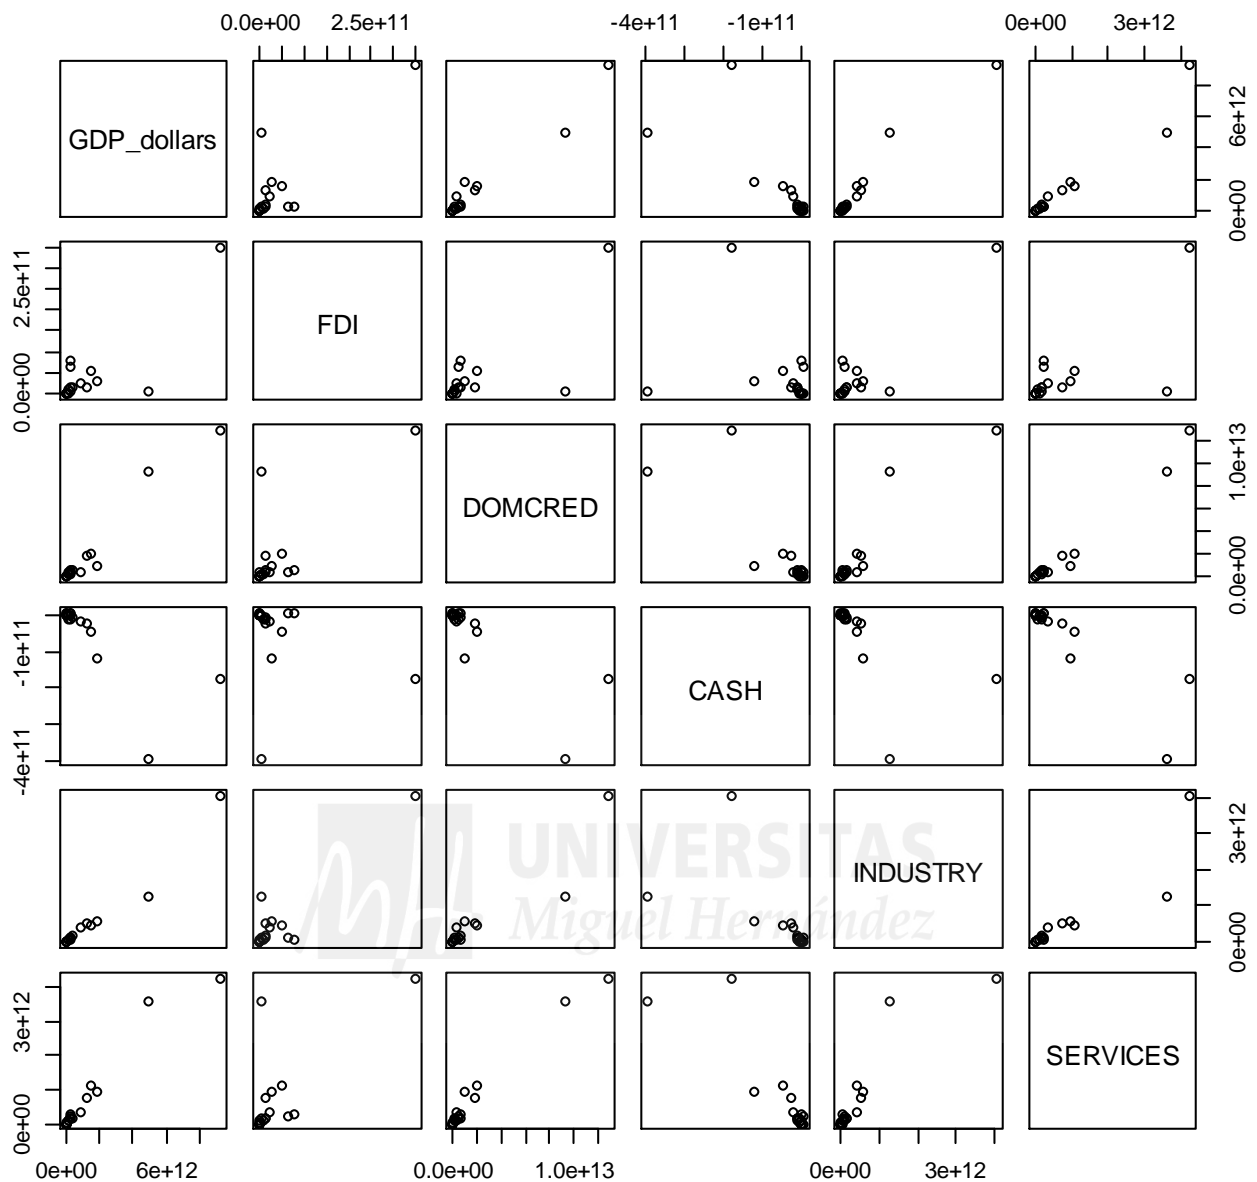 0.0e+00 2.5e+11 -4e+11 -1e+11 0e+00 3e+12
GDP_dollars
0e+00 6e+12
0.0e+00 2.5e+11
FDI
DOMCRED
0.0e+00 1.0e+13
-4e+11 -1e+11
CASH
UNIVERSITAS
Miguel Hernández
INDUSTRY
0e+00 3e+12
0e+00 3e+12
SERVICES
0e+00 6e+12 0.0e+00 1.0e+13 0e+00 3e+12